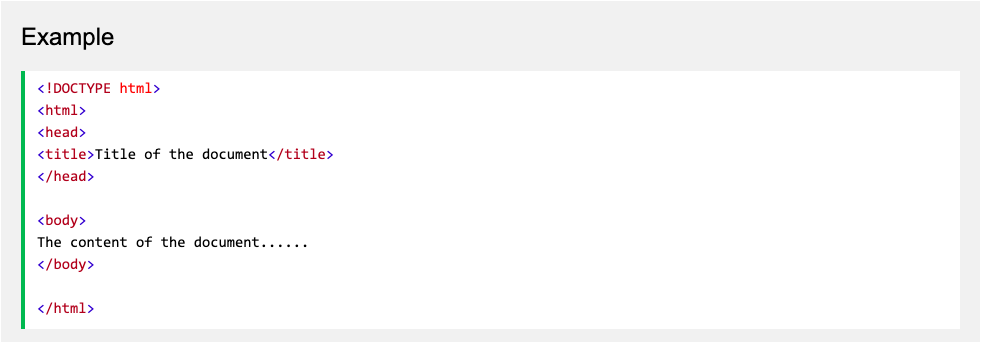 Example
<!DOCTYPE html>
<html>
<head>
<title>Title of the document</title>
</head>
<body>
The content of the document......
</body>
</html>